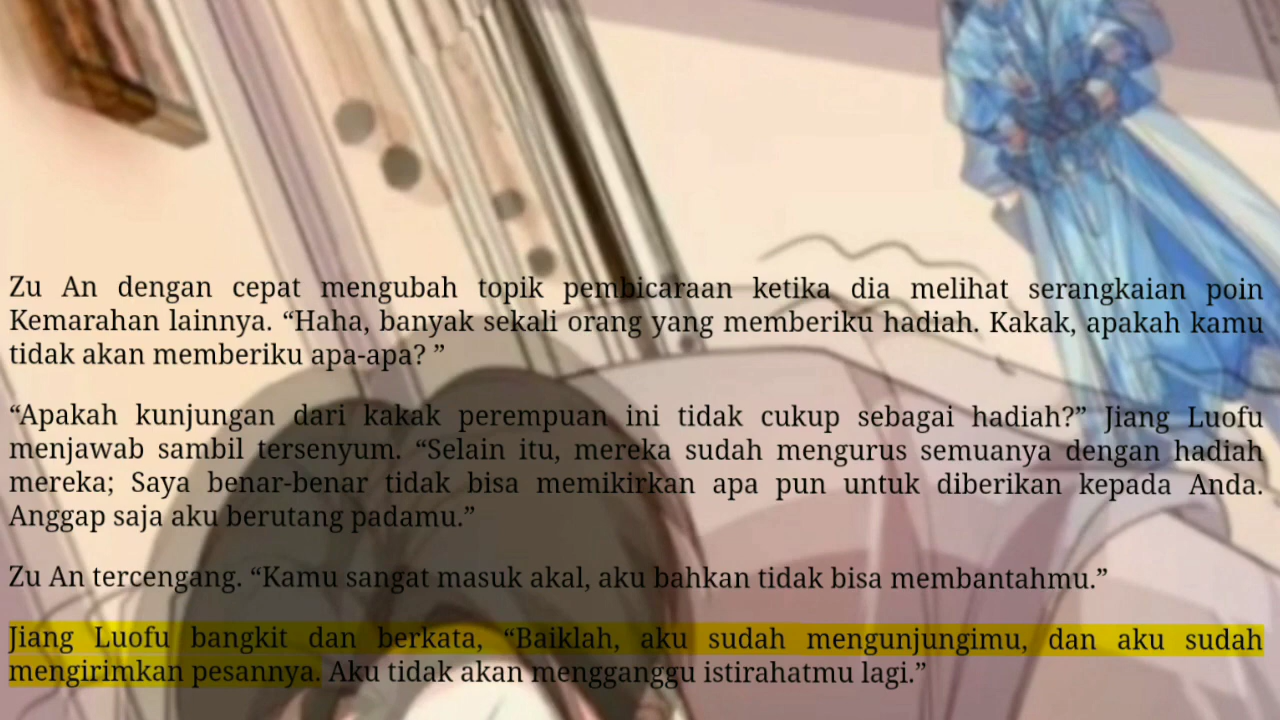 Zu An dengan cepat mengubah topik pembicaraan ketika dia melihat serangkaian poin
Kemarahan lainnya. “Haha, banyak sekali orang yang memberiku hadiah. Kakak, apakah kamu
tidak akan memberiku apa-apa? ”
“Apakah kunjungan dari kakak perempuan ini tidak cukup sebagai hadiah?” Jiang Luofu
menjawab sambil tersenyum. “Selain itu, mereka sudah mengurus semuanya dengan hadiah
mereka; Saya benar-benar tidak bisa memikirkan apa pun untuk diberikan kepada Anda.
Anggap saja aku berutang padamu.”
Zu An tercengang. “Kamu sangat masuk akal, aku bahkan tidak bisa membantahmu.”
Jiang Luofu bangkit dan berkata, “Baiklah, aku sudah mengunjungimu, dan aku sudah
mengirimkan pesannya. Aku tidak akan mengganggu istirahatmu lagi.”